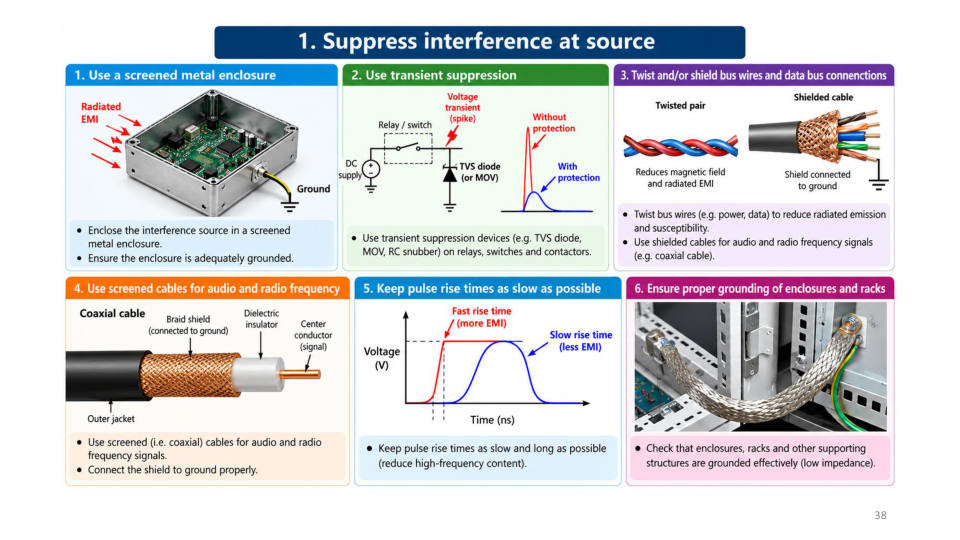 1. Suppress interference at source
1. Use a screened metal enclosure
Radiated
EMI
Ground
• Enclose the interference source in a screened
metal enclosure.
• Ensure the enclosure is adequately grounded.
2. Use transient suppression
Voltage
transient
(spike)
Relay / switch
DC
supply
TVS diode
(or MOV)
Without
protection
With
protection
• Use transient suppression devices (e.g. TVS diode,
MOV, RC snubber) on relays, switches and contactors.
3. Twist and/or shield bus wires and data bus connenctions
Twisted pair
Shielded cable
Reduces magnetic field
and radiated EMI
Shield connected
to ground
• Twist bus wires (e.g. power, data) to reduce radiated emission
and susceptibility.
• Use shielded cables for audio and radio frequency signals
(e.g. coaxial cable).
4. Use screened cables for audio and radio frequency
Coaxial cable
Braid shield
(connected to ground)
Dielectric
insulator
Center
conductor
(signal)
Outer jacket
• Use screened (i.e. coaxial) cables for audio and radio
frequency signals.
• Connect the shield to ground properly.
5. Keep pulse rise times as slow as possible
Fast rise time
(more EMI)
Slow rise time
(less EMI)
Voltage
(V)
Time (ns)
• Keep pulse rise times as slow and long as possible
(reduce high-frequency content).
6. Ensure proper grounding of enclosures and racks
• Check that enclosures, racks and other supporting
structures are grounded effectively (low impedance).
38